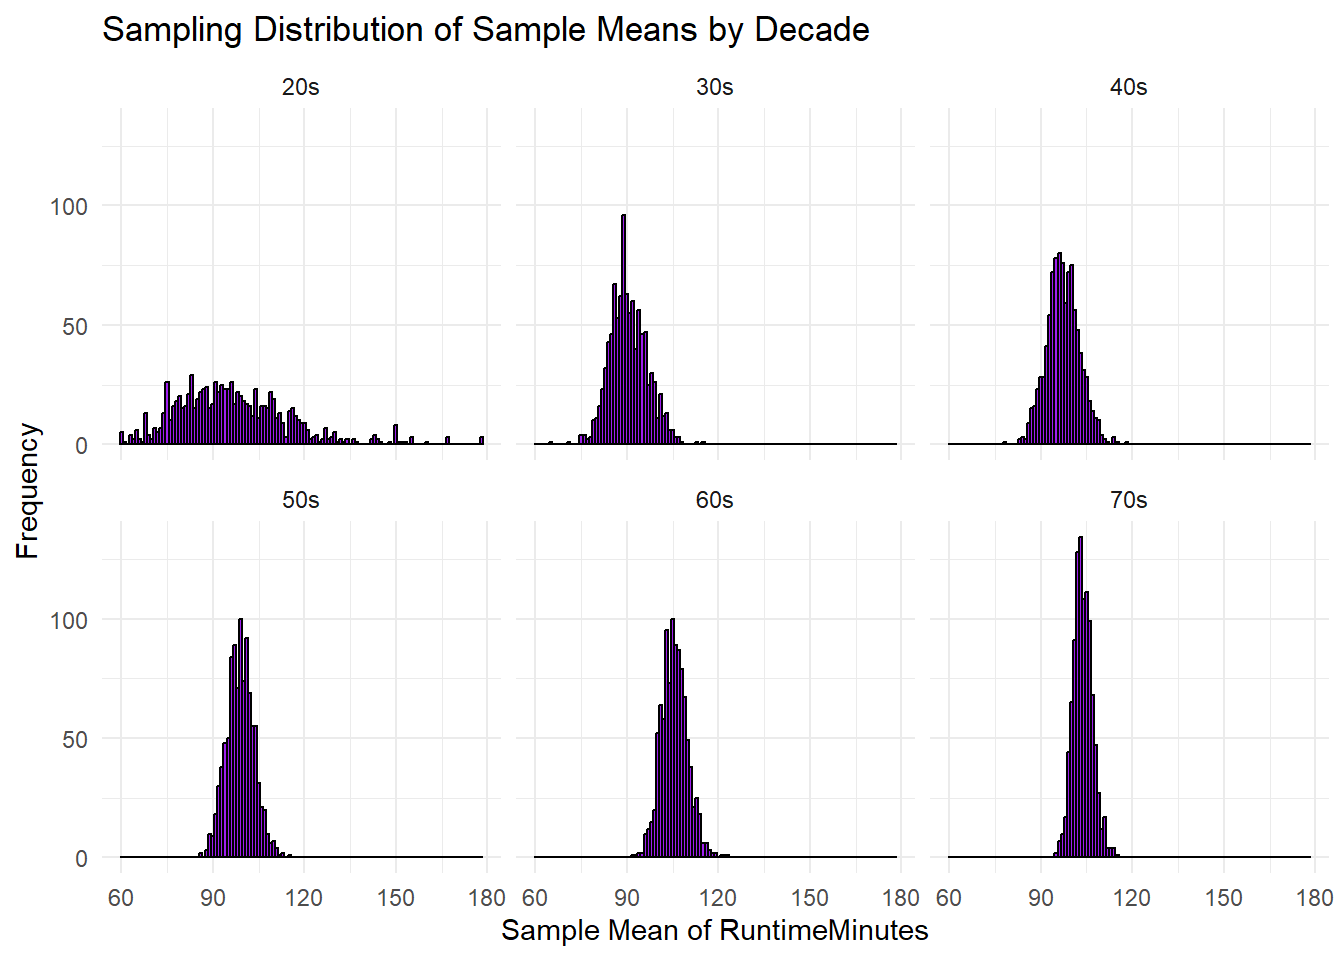 Sampling Distribution of Sample Means by Decade
20s 30s 40s
100
50
0
50s 60s 70s
100
50
0
Frequency
60 90 120 150 180 60 90 120 150 180 60 90 120 150 180
Sample Mean of RuntimeMinutes